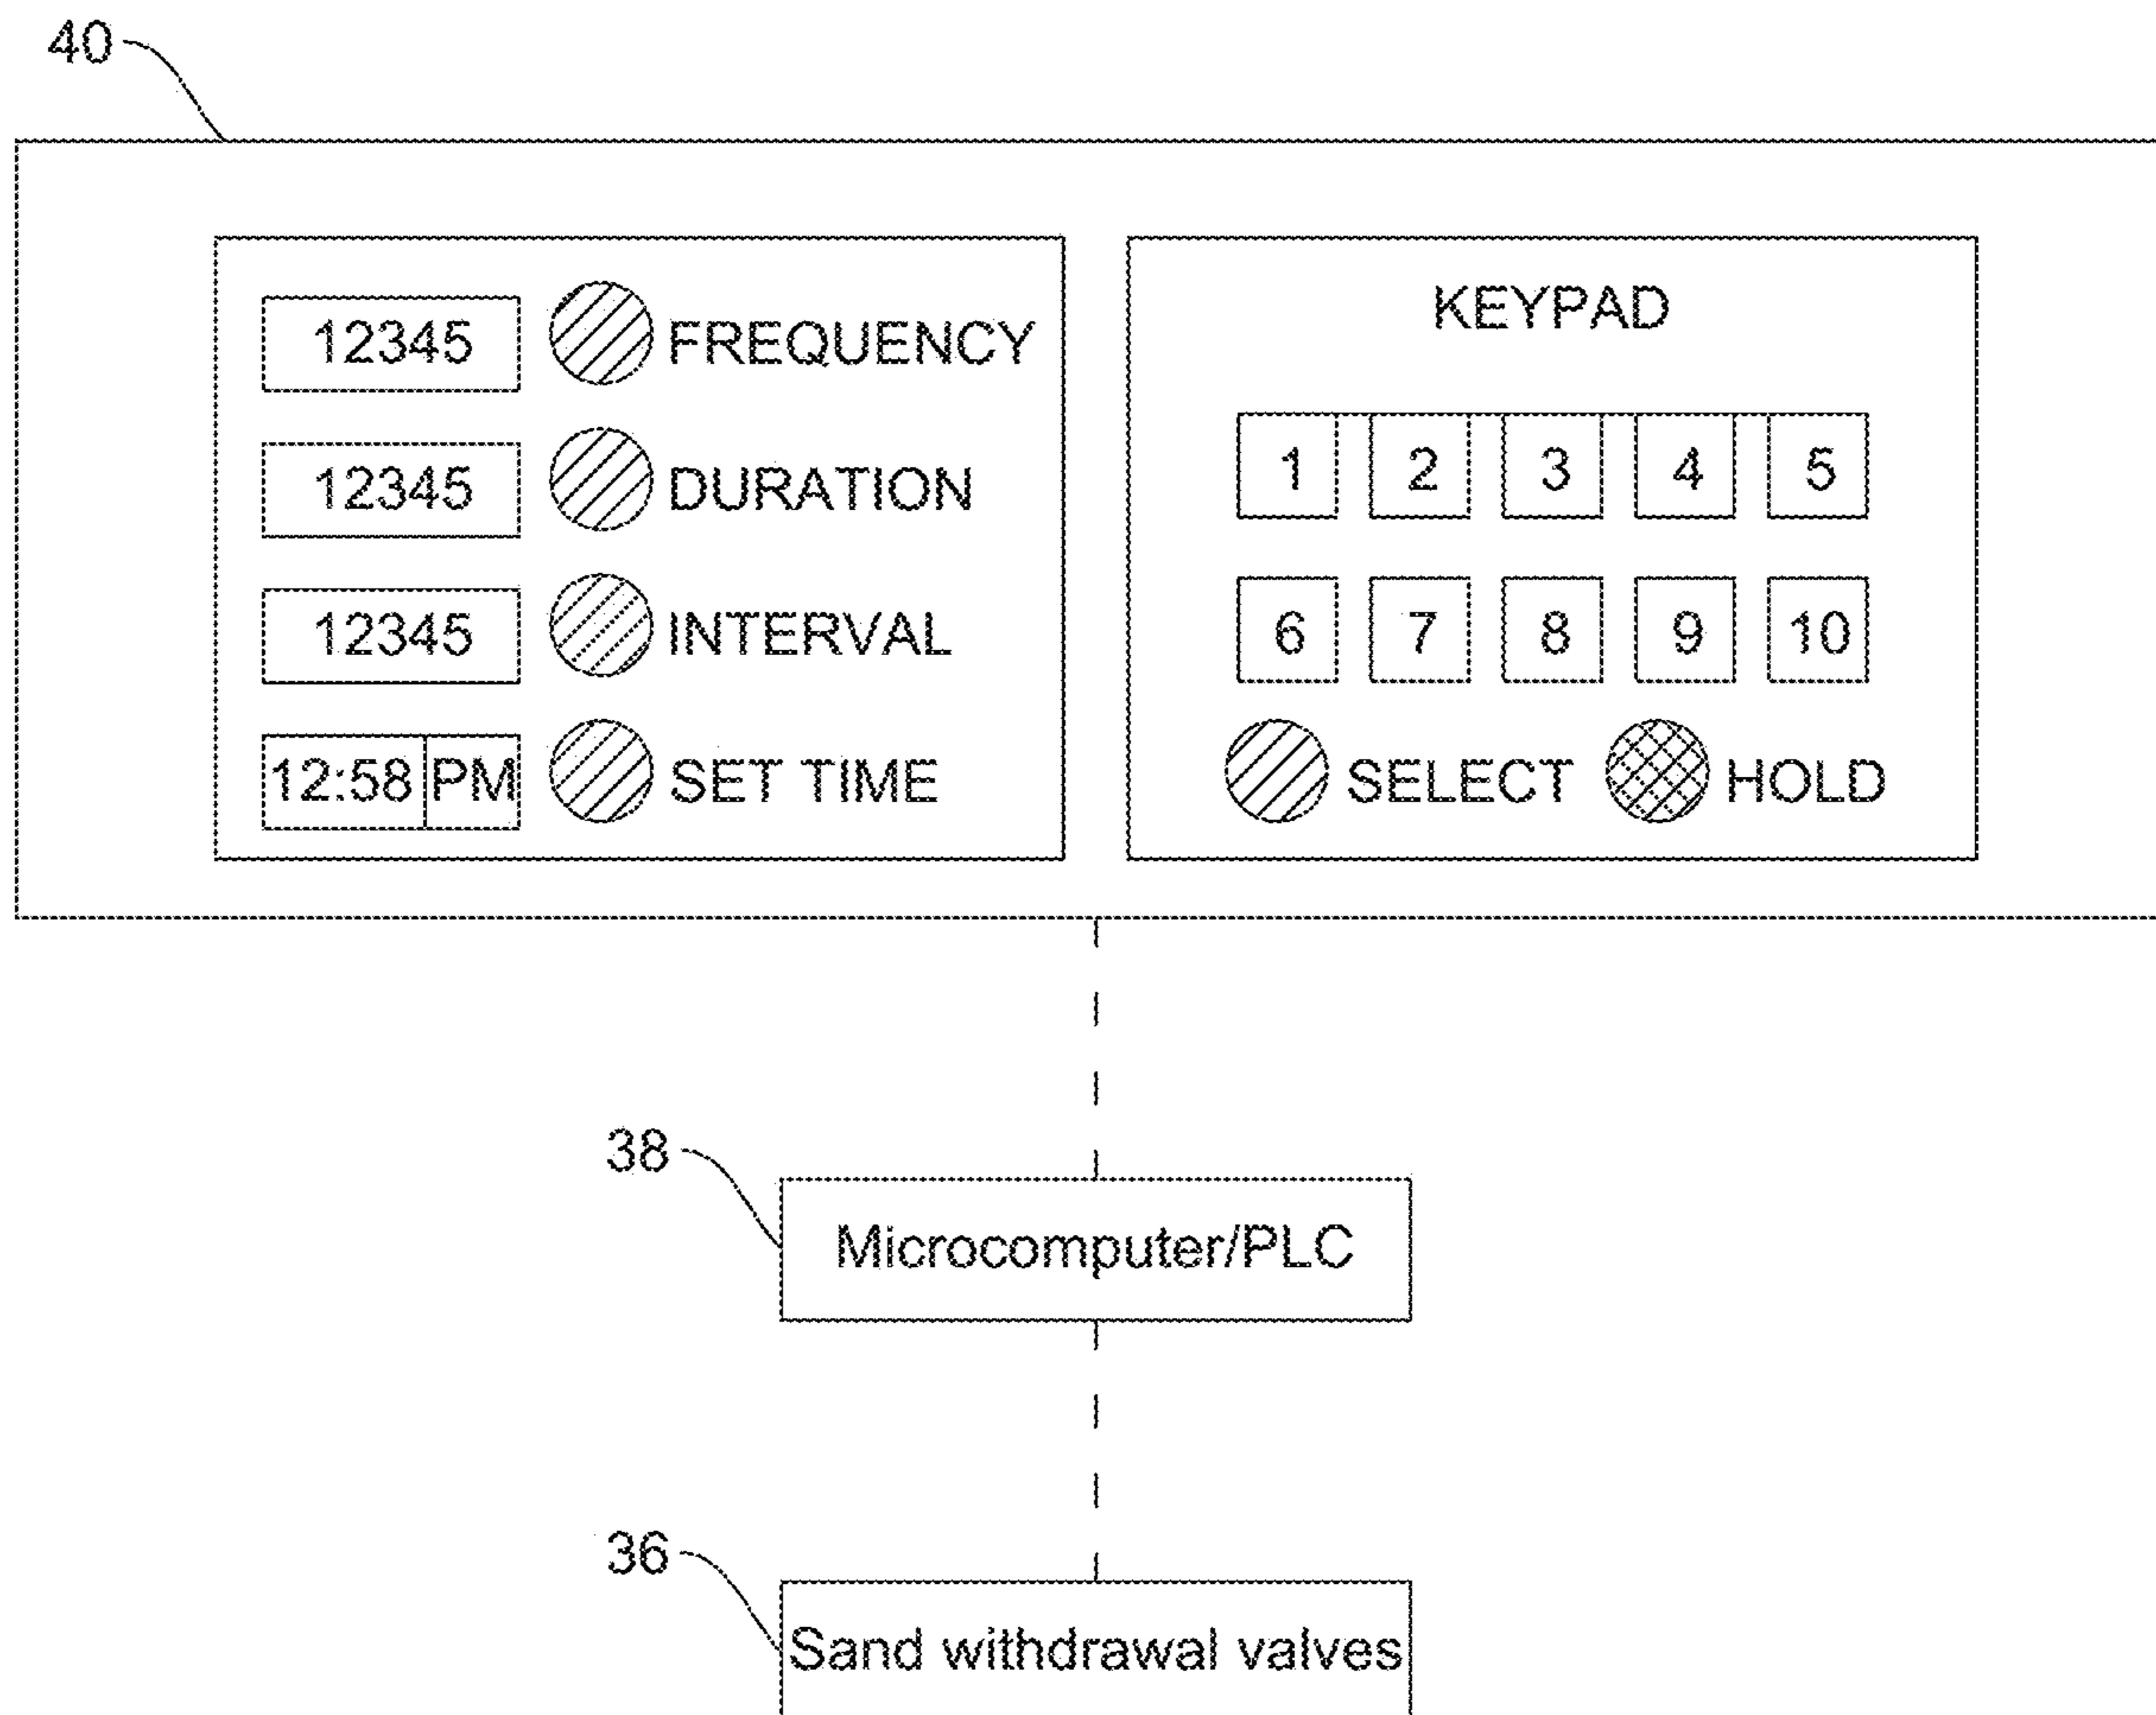 40
12345 FREQUENCY
12345 DURATION
12345 INTERVAL
12:58 PM SET TIME
KEYPAD
1 2 3 4 5
6 7 8 9 10
SELECT HOLD
38
Microcomputer/PLC
36
Sand withdrawal valves